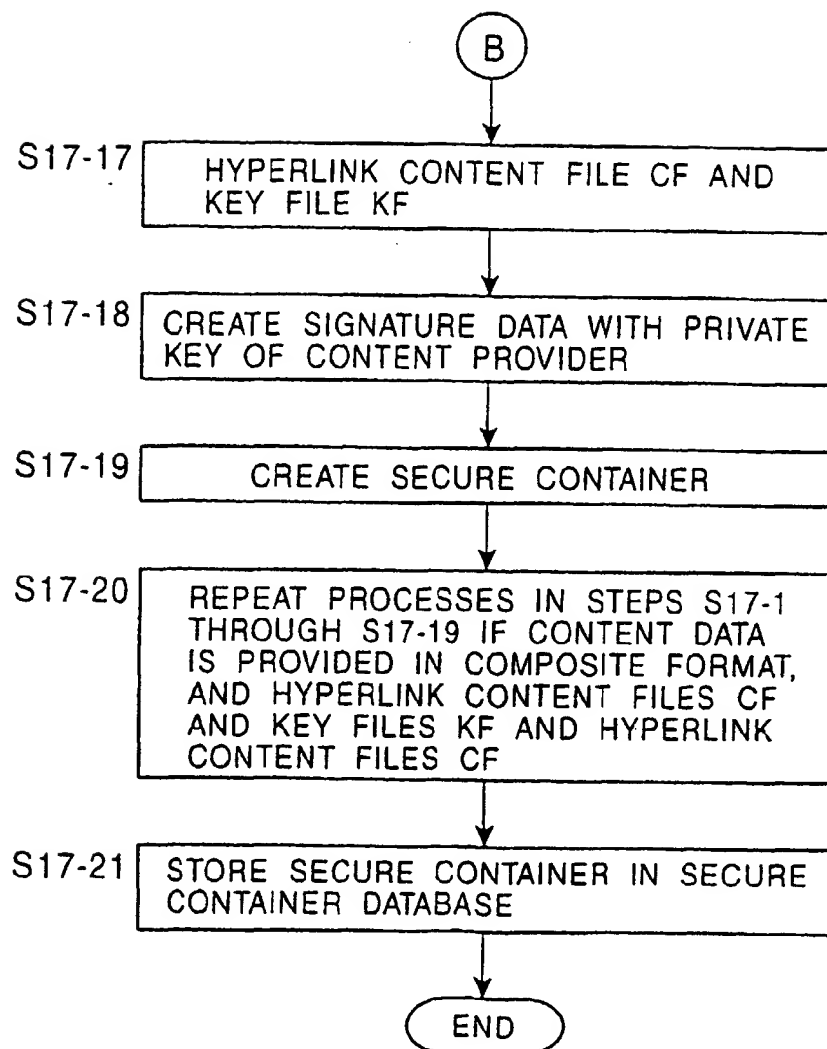 B
S17-17
HYPERLINK CONTENT FILE CF AND
KEY FILE KF
S17-18
CREATE SIGNATURE DATA WITH PRIVATE
KEY OF CONTENT PROVIDER
S17-19
CREATE SECURE CONTAINER
S17-20
REPEAT PROCESSES IN STEPS S17-1
THROUGH S17-19 IF CONTENT DATA
IS PROVIDED IN COMPOSITE FORMAT,
AND HYPERLINK CONTENT FILES CF
AND KEY FILES KF AND HYPERLINK
CONTENT FILES CF
S17-21
STORE SECURE CONTAINER IN SECURE
CONTAINER DATABASE
END